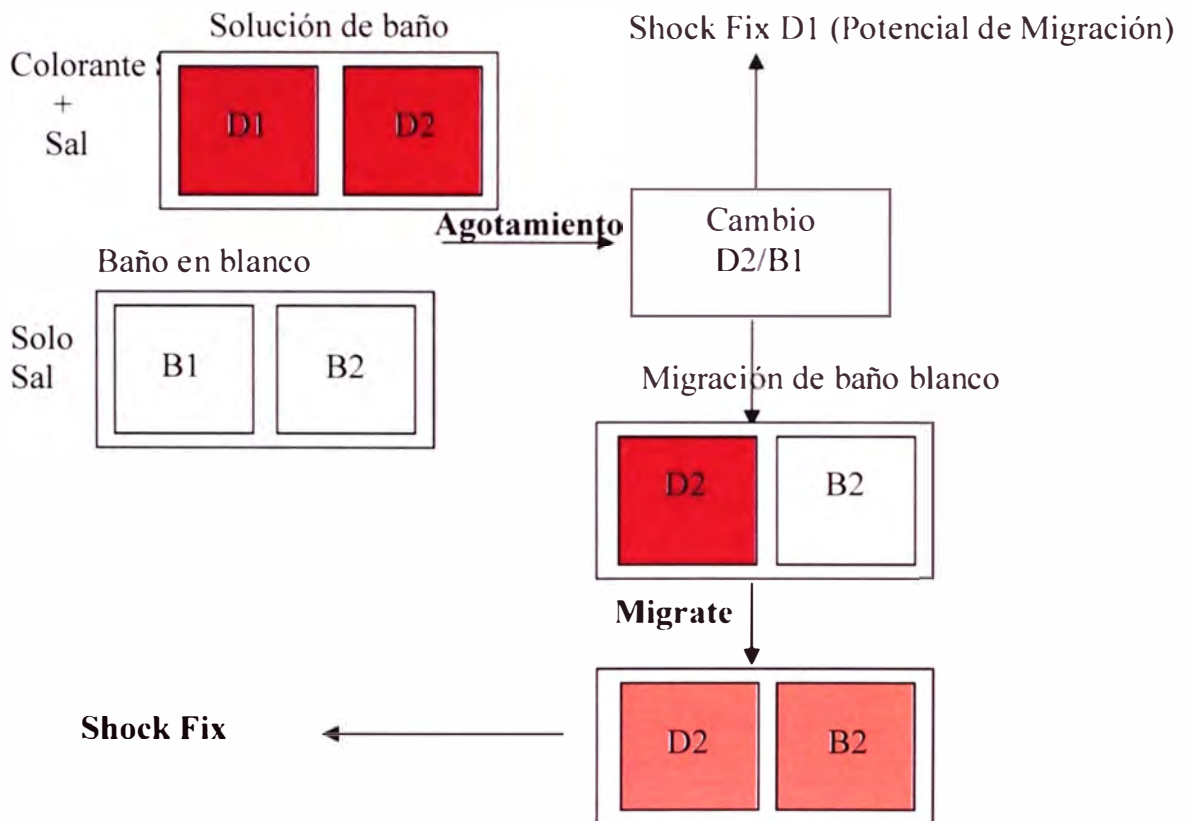 Solución de baño
Shock Fix D1 (Potencial de Migración)
Colorante
+
Sal
D1
D2
Agotamiento
Cambio
D2/B1
Baño en blanco
Solo
Sal
B1
B2
Migración de baño blanco
D2
B2
Migrate
Shock Fix
D2
B2